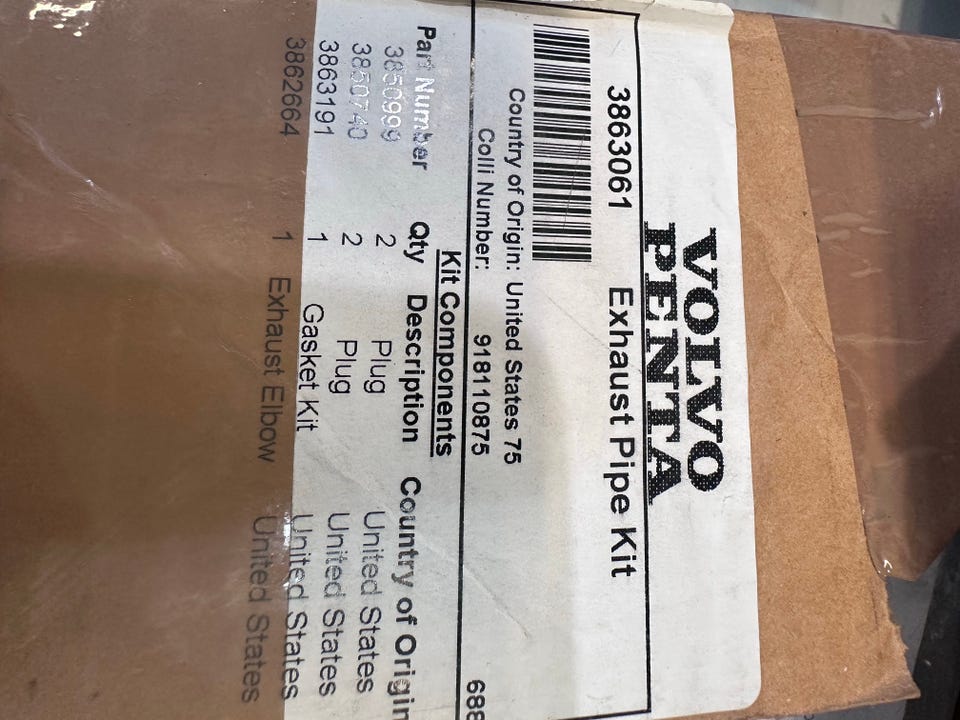 VOLVO
PENTA
3863061 Exhaust Pipe Kit
Country of Origin: United States 75
Colli Number: 918110875 688
Kit Components
Part Number Qty Description Country of Origin
3850999 2 Plug United States
3850740 2 Plug United States
3863191 1 Gasket Kit United States
3862664 1 Exhaust Elbow United States